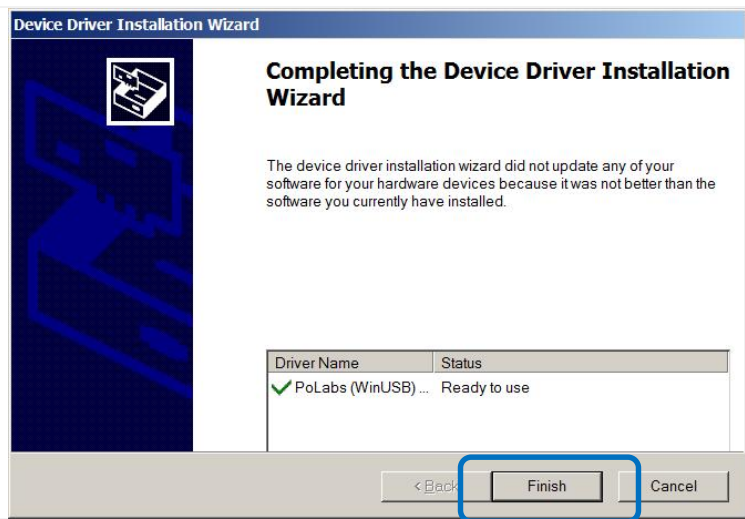 Device Driver Installation Wizard
Completing the Device Driver Installation
Wizard
The device driver installation wizard did not update any of your
software for your hardware devices because it was not better than the
software you currently have installed.
Driver Name Status
PoLabs (WinUSB) ... Ready to use
< Back Finish Cancel